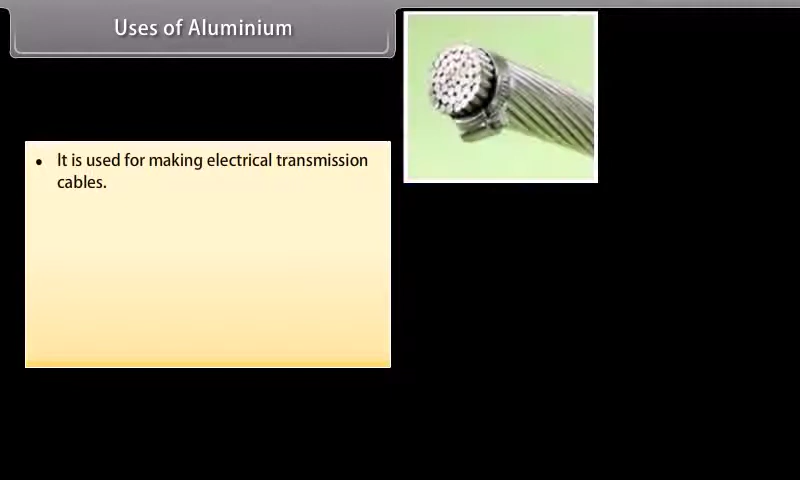 Uses of Aluminium
• It is used for making electrical transmission
cables.